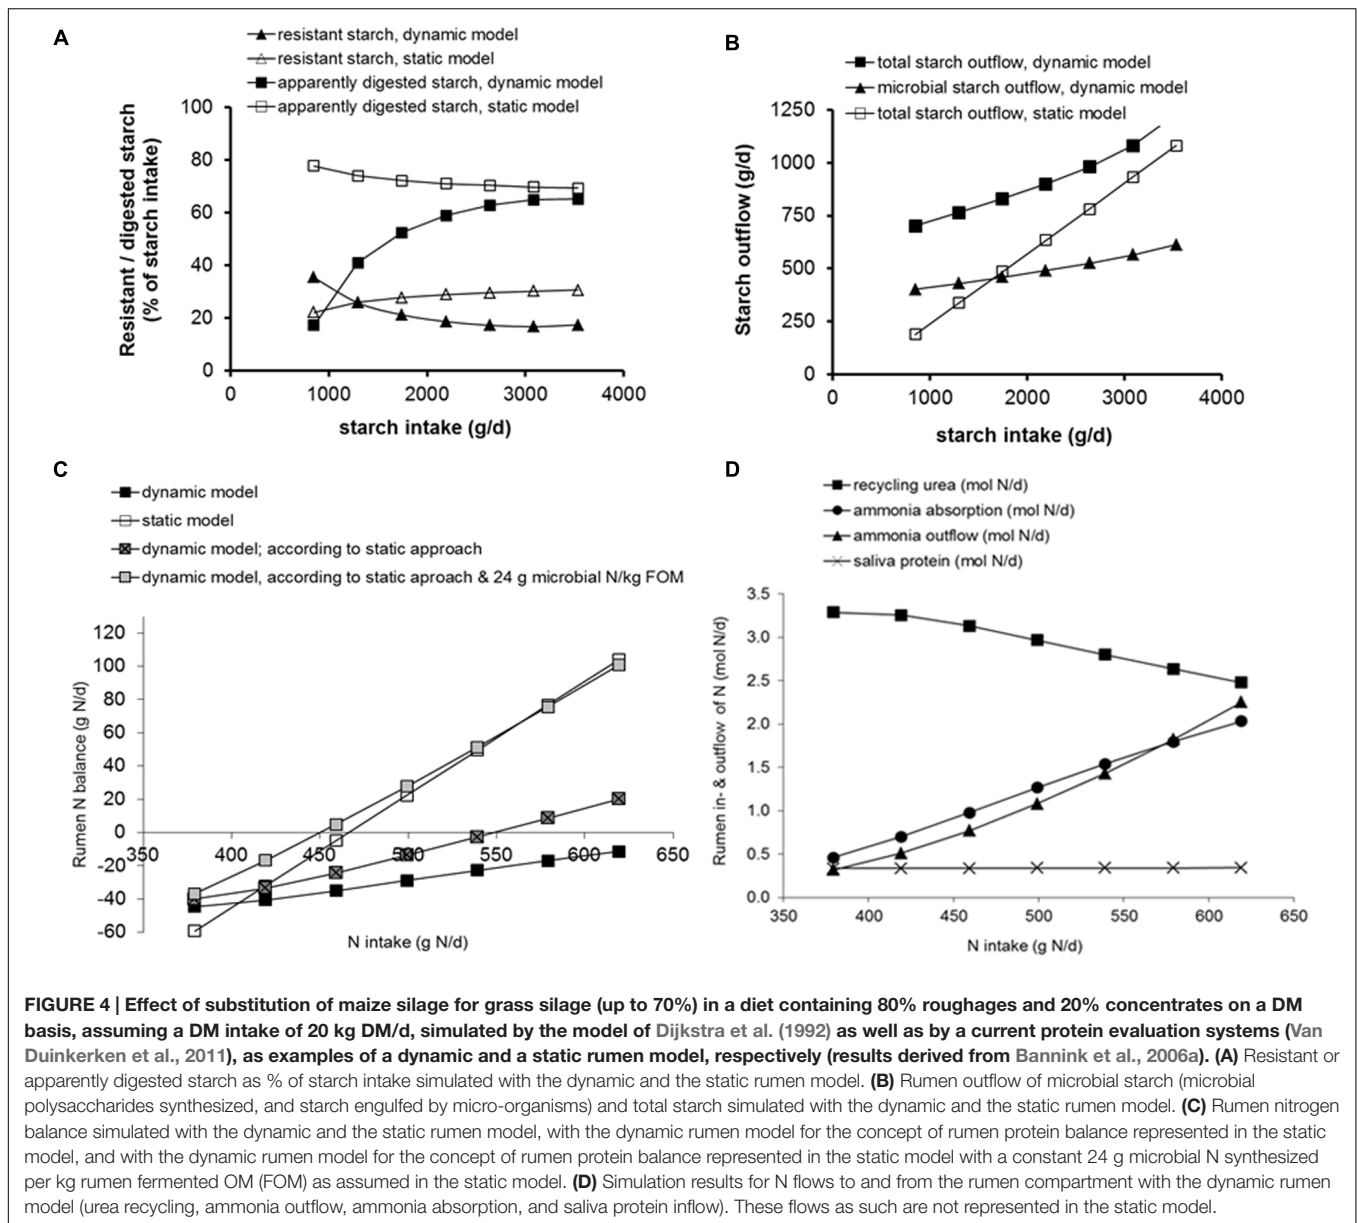 A
resistant starch, dynamic model
resistant starch, static model
apparently digested starch, dynamic model
apparently digested starch, static model
Resistant / digested starch
(% of starch intake)
100
80
60
40
20
0
0 1000 2000 3000 4000
starch intake (g/d)
B
total starch outflow, dynamic model
microbial starch outflow, dynamic model
total starch outflow, static model
Starch outflow (g/d)
1250
1000
750
500
250
0
0 1000 2000 3000 4000
starch intake (g/d)
C
dynamic model
static model
dynamic model; according to static approach
dynamic model, according to static aproach & 24 g microbial N/kg FOM
Rumen N balance (g N/d)
120
100
80
60
40
20
0
-20
-40
-60
350 400 450 500 550 600 650
N intake (g N/d)
D
recycling urea (mol N/d)
ammonia absorption (mol N/d)
ammonia outflow (mol N/d)
saliva protein (mol N/d)
Rumen in- & outflow of N (mol N/d)
3.5
3.0
2.5
2.0
1.5
1.0
0.5
0.0
350 400 450 500 550 600 650
N intake (g N/d)
FIGURE 4 | Effect of substitution of maize silage for grass silage (up to 70%) in a diet containing 80% roughages and 20% concentrates on a DM
basis, assuming a DM intake of 20 kg DM/d, simulated by the model of Dijkstra et al. (1992) as well as by a current protein evaluation systems (Van
Duinkerken et al., 2011), as examples of a dynamic and a static rumen model, respectively (results derived from Bannink et al., 2006a). (A) Resistant or
apparently digested starch as % of starch intake simulated with the dynamic and the static rumen model. (B) Rumen outflow of microbial starch (microbial
polysaccharides synthesized, and starch engulfed by micro-organisms) and total starch simulated with the dynamic and the static rumen model. (C) Rumen nitrogen
balance simulated with the dynamic and the static rumen model, with the dynamic rumen model for the concept of rumen protein balance represented in the static
model, and with the dynamic rumen model for the concept of rumen protein balance represented in the static model with a constant 24 g microbial N synthesized
per kg rumen fermented OM (FOM) as assumed in the static model. (D) Simulation results for N flows to and from the rumen compartment with the dynamic rumen
model (urea recycling, ammonia outflow, ammonia absorption, and saliva protein inflow). These flows as such are not represented in the static model.